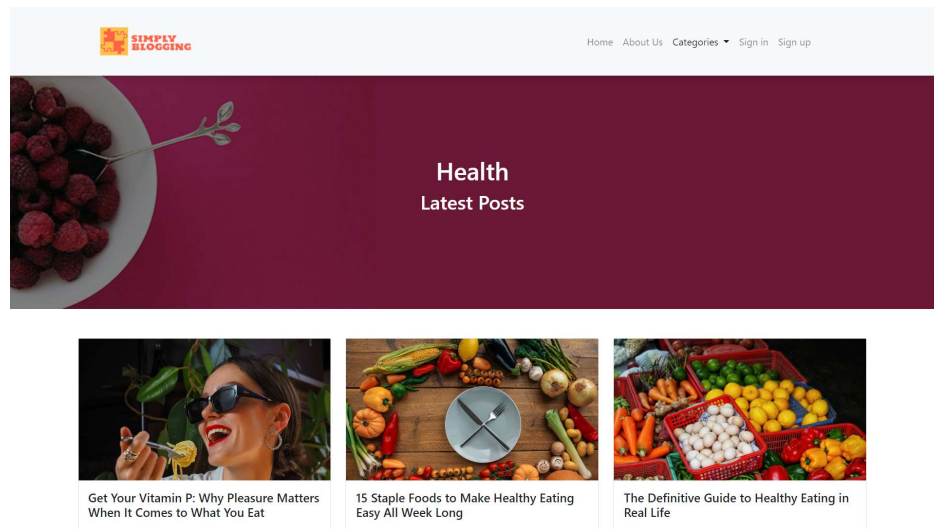 SIMPLY
BLOGGING
Home About Us Categories Sign in Sign up
Health
Latest Posts
Get Your Vitamin P: Why Pleasure Matters
When It Comes to What You Eat
15 Staple Foods to Make Healthy Eating
Easy All Week Long
The Definitive Guide to Healthy Eating in
Real Life